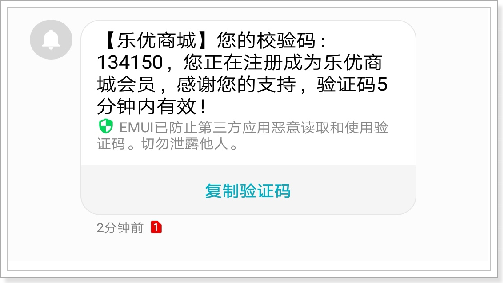 【乐优商城】您的校验码：
134150，您正在注册成为乐优商
城会员，感谢您的支持，验证码5
分钟内有效！
EMUI已防止第三方应用恶意读取和使用验
证码。切勿泄露他人。
复制验证码
2分钟前 1